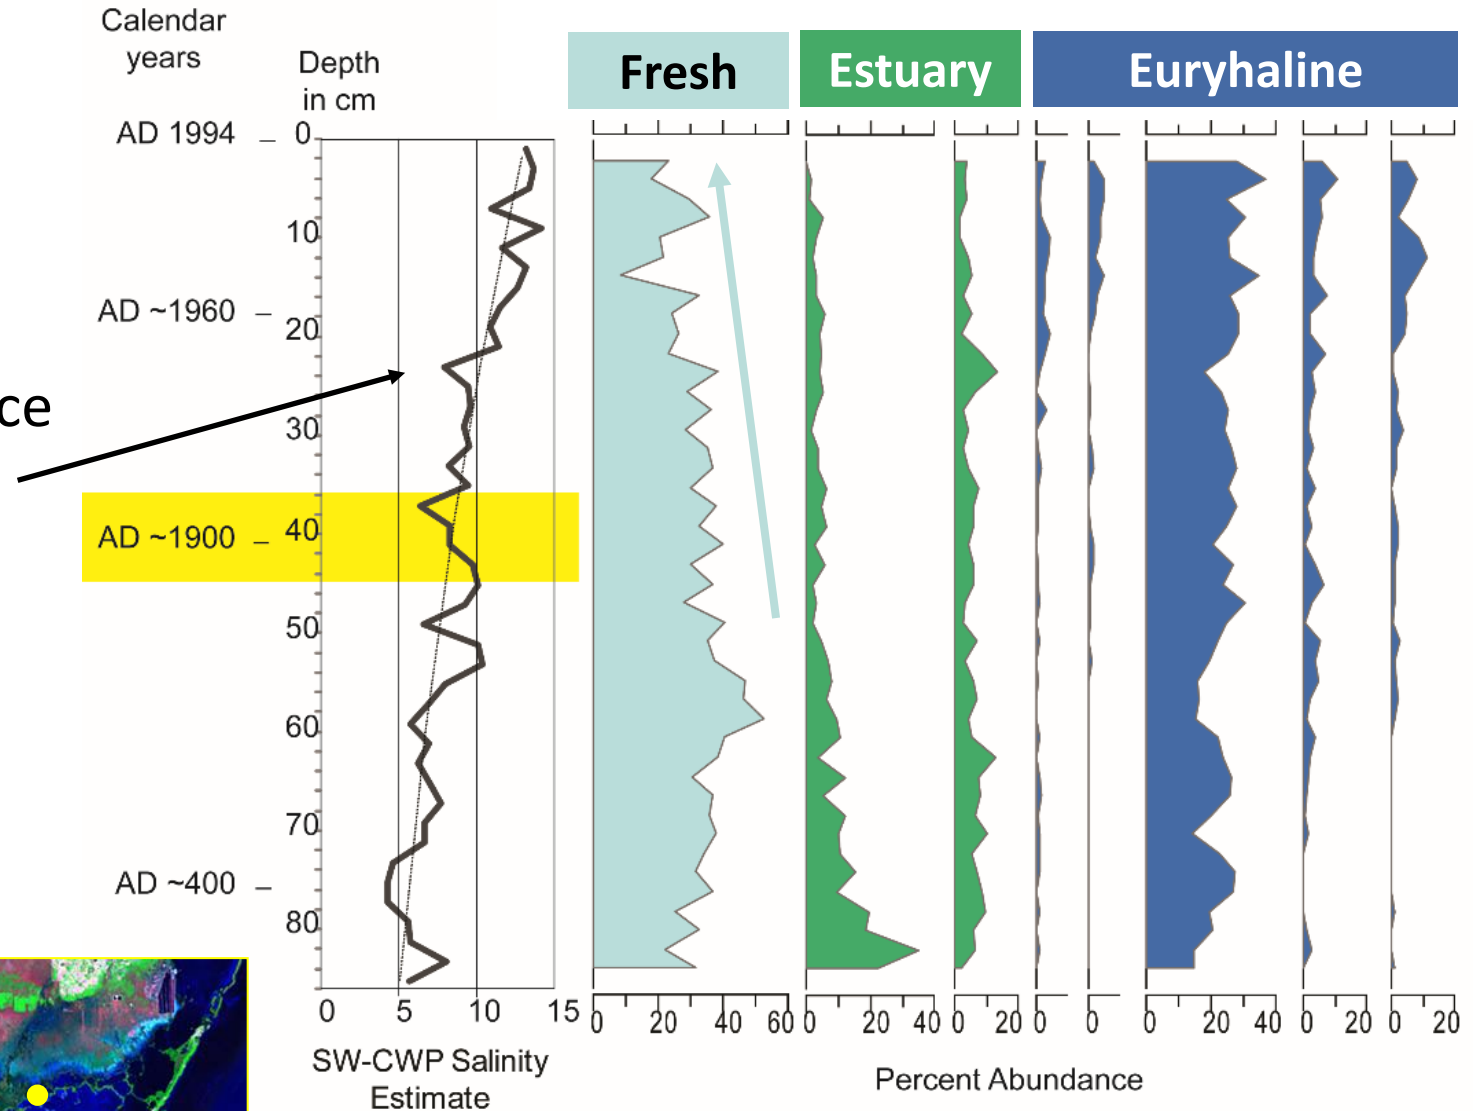 Calendar
years
Depth
in cm
Fresh
Estuary
Euryhaline
AD 1994
0
10
AD ~1960
20
ce
30
AD ~1900
40
50
60
70
AD ~400
80
0 5 10 15
0 20 40 60
0 20 40
0 20
0
0
0 20 40
0 20
0 20
SW-CWP Salinity
Estimate
Percent Abundance